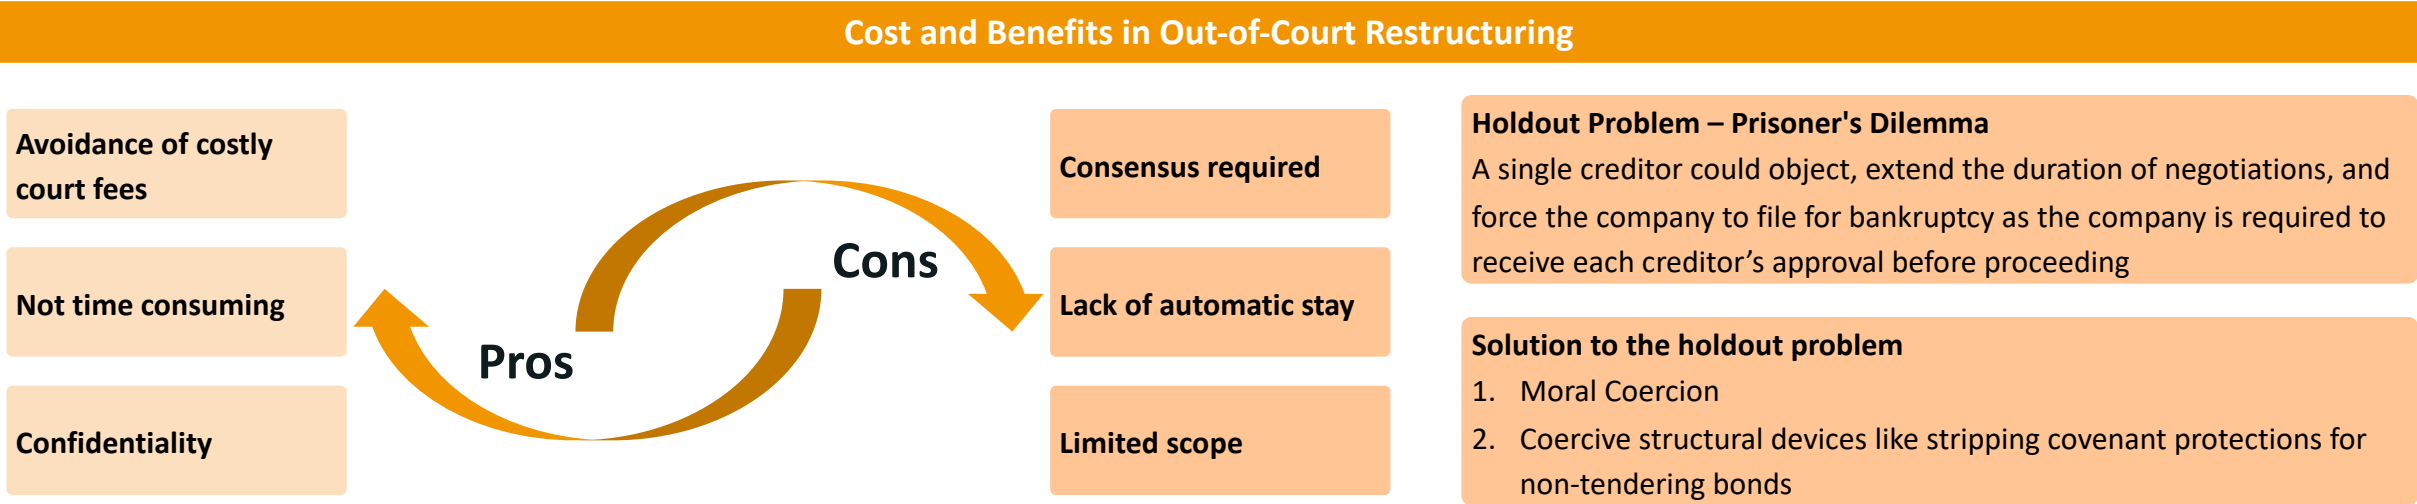 Cost and Benefits in Out-of-Court Restructuring
Avoidance of costly
court fees
Not time consuming
Confidentiality
Pros
Cons
Consensus required
Lack of automatic stay
Limited scope
Holdout Problem – Prisoner's Dilemma
A single creditor could object, extend the duration of negotiations, and
force the company to file for bankruptcy as the company is required to
receive each creditor’s approval before proceeding
Solution to the holdout problem
1. Moral Coercion
2. Coercive structural devices like stripping covenant protections for
non-tendering bonds